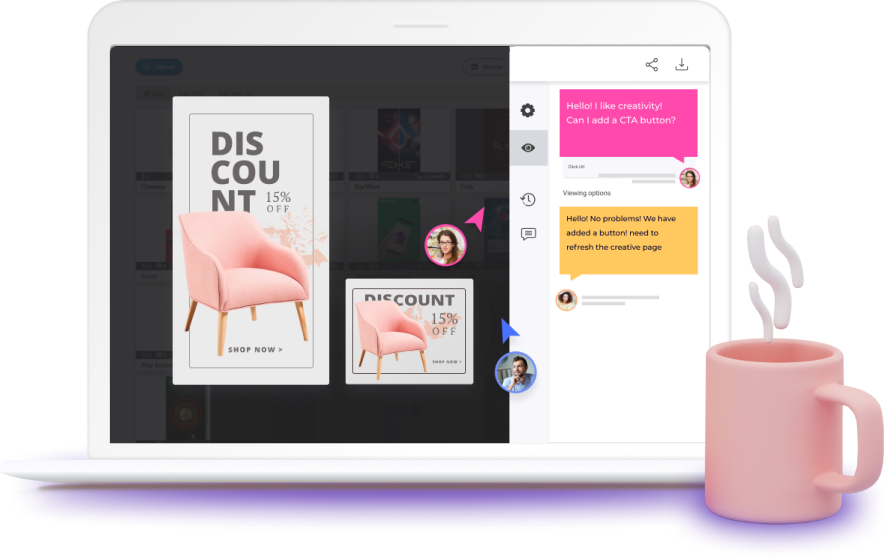 DIS
COU
NT
15%
OFF
SHOP NOW >
DISCOUNT
15%
OFF
SHOP NOW >
Hello! I like creativity!
Can I add a CTA button?
Click Url
Viewing options
Hello! No problems! We have
added a button! need to
refresh the creative page